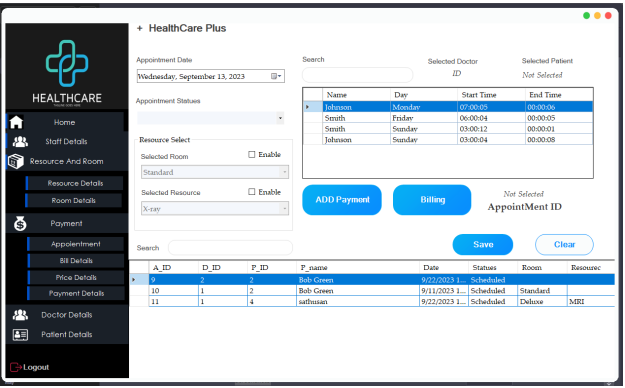 + HealthCare Plus
HEALTHCARE
Home
Staff Details
Resource And Room
Resource Details
Room Details
Payment
Appoientment
Bill Details
Price Details
Payment Details
Doctor Details
Patient Details
Logout
Appointment Date
Wednesday, September 13, 2023
Appointment Statues
Resource Select
Selected Room Enable
Standard
Selected Resource Enable
X-ray
Search
Search
Selected Doctor
ID
Selected Patient
Not Selected
Name Day Start Time End Time
Johnson Monday 07:00:05 00:00:06
Smith Friday 06:00:04 00:00:05
Smith Sunday 03:00:12 00:00:01
Johnson Sunday 03:00:04 00:00:08
ADD Payment
Billing
Not Selected
AppointMent ID
Save
Clear
A_ID D_ID P_ID P_name Date Statues Room Resourec
9 2 2 Bob Green 9/22/2023 1... Scheduled
10 1 2 Bob Green 9/11/2023 1... Scheduled Standard
11 1 4 sathusan 9/22/2023 1... Scheduled Deluxe MRI